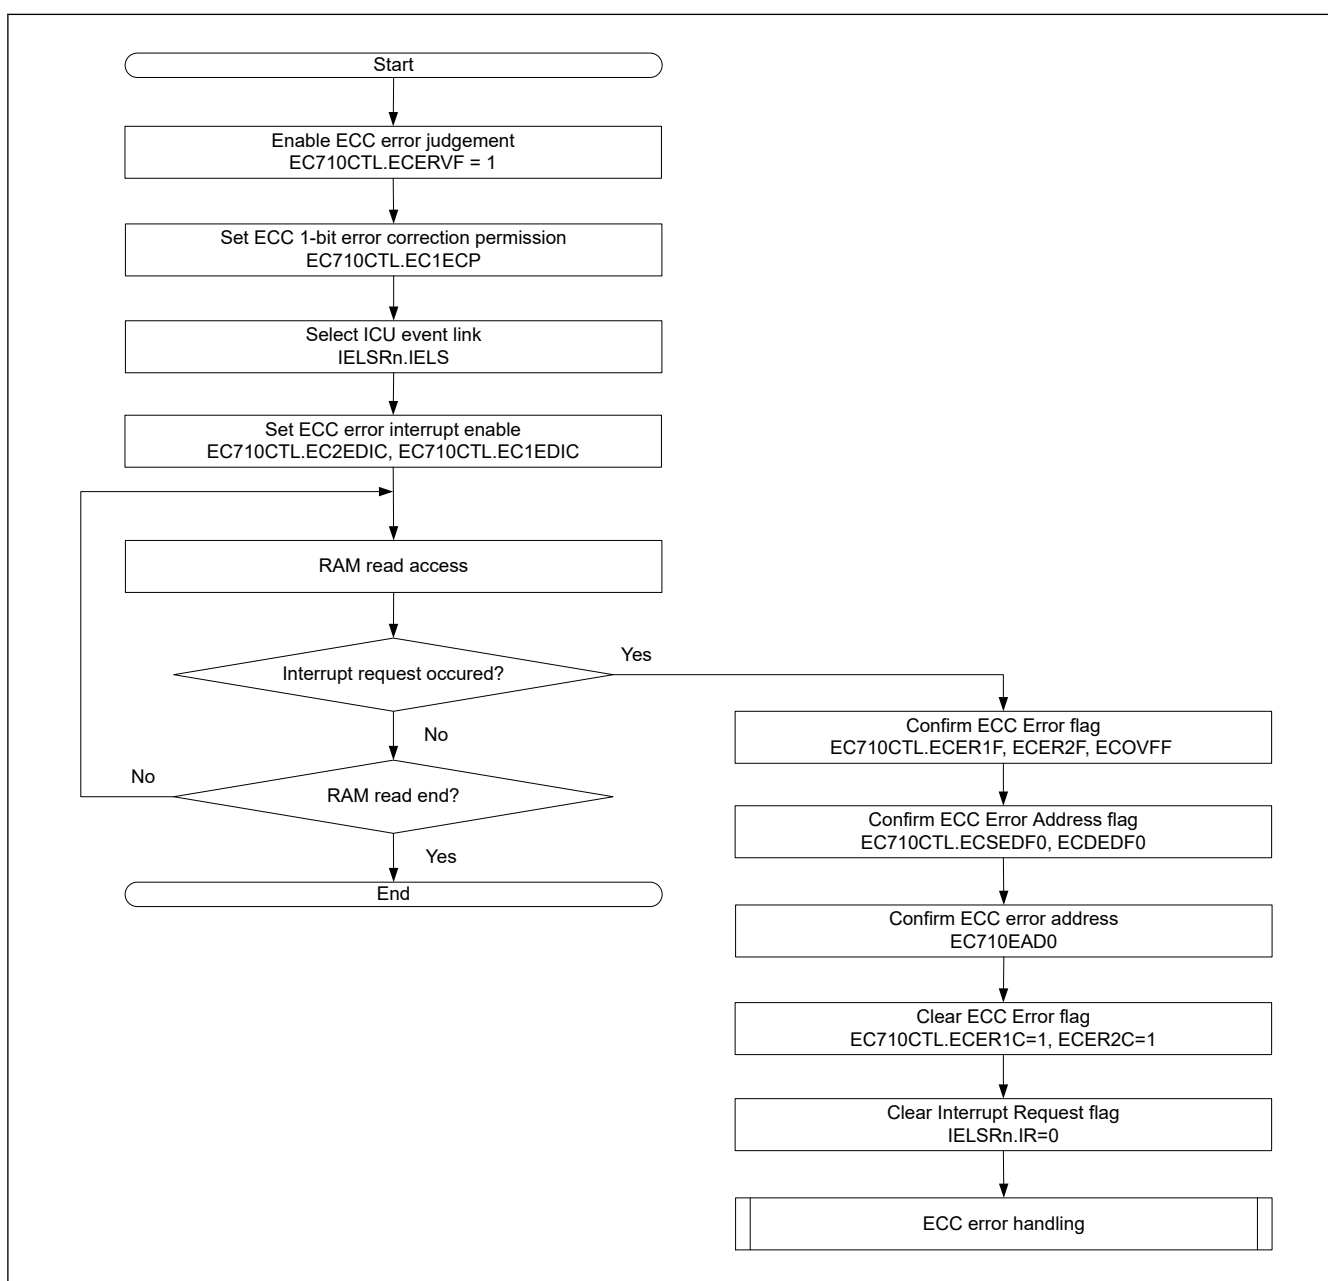 Start
Enable ECC error judgement
EC710CTL.ECERVF = 1
Set ECC 1-bit error correction permission
EC710CTL.EC1ECP
Select ICU event link
IELSRn.IELS
Set ECC error interrupt enable
EC710CTL.EC2EDIC, EC710CTL.EC1EDIC
RAM read access
Interrupt request occured?
Yes
No
RAM read end?
No
Yes
End
Confirm ECC Error flag
EC710CTL.ECER1F, ECER2F, ECOVFF
Confirm ECC Error Address flag
EC710CTL.ECSEDF0, ECDEDF0
Confirm ECC error address
EC710EAD0
Clear ECC Error flag
EC710CTL.ECER1C=1, ECER2C=1
Clear Interrupt Request flag
IELSRn.IR=0
ECC error handling